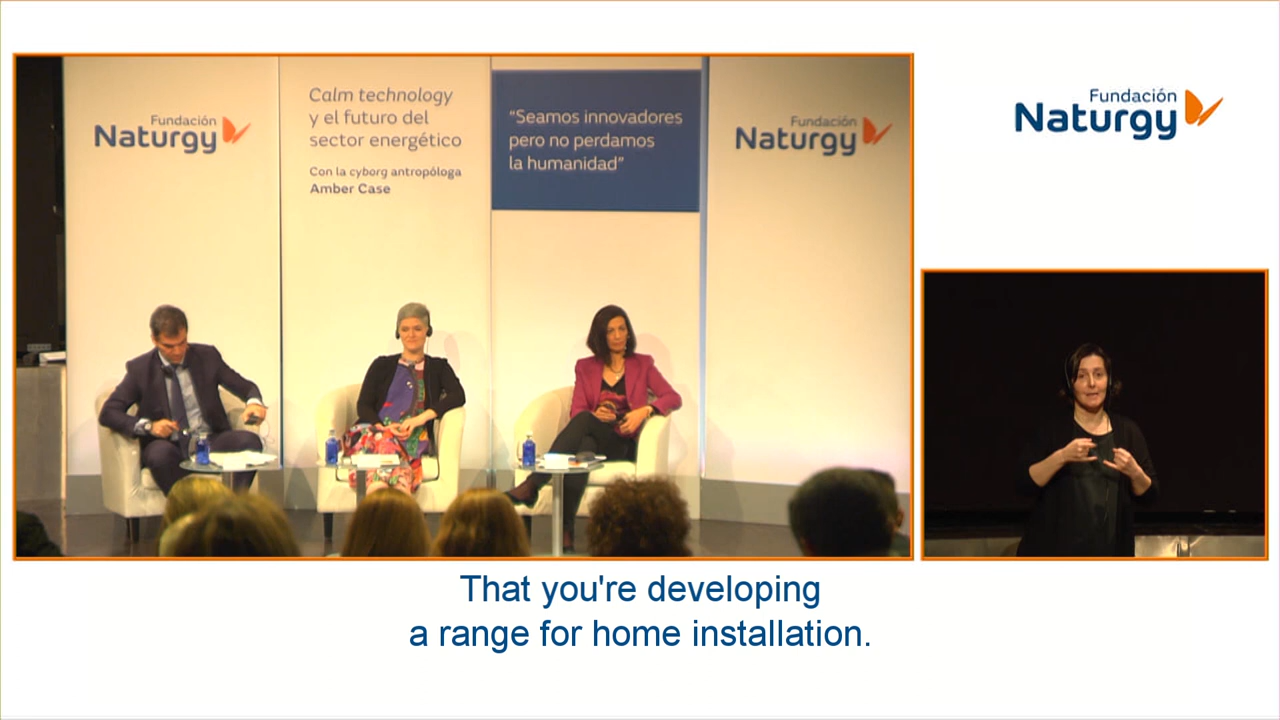 Fundación
Naturgy
Calm technology
y el futuro del
sector energético
Con la cyborg antropóloga
Amber Case
“Seamos innovadores
pero no perdamos
la humanidad”
Fundación
Naturgy
Fundación
Naturgy
That you're developing
a range for home installation.